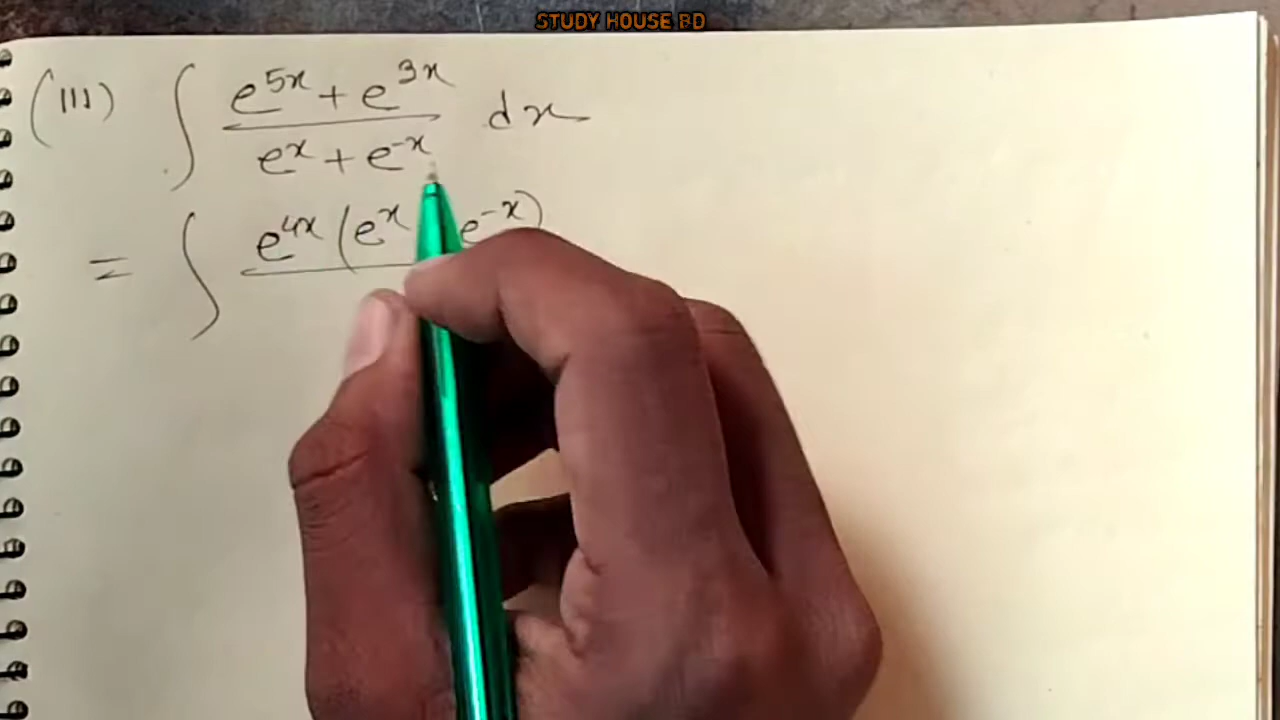 STUDY HOUSE BD
(III) ∫ (e^{5x} + e^{3x}) / (e^x + e^{-x}) dx
= ∫ e^{4x} (e^x e^{-x})